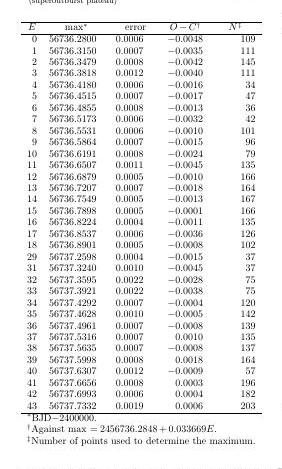 (superoutburst plateau)
E max* error O − C† N‡
0 56736.2800 0.0006 −0.0048 109
1 56736.3150 0.0007 −0.0035 111
2 56736.3479 0.0008 −0.0042 145
3 56736.3818 0.0012 −0.0040 111
4 56736.4180 0.0006 −0.0016 34
5 56736.4515 0.0007 −0.0017 47
6 56736.4855 0.0008 −0.0013 36
7 56736.5173 0.0006 −0.0032 42
8 56736.5531 0.0006 −0.0010 101
9 56736.5864 0.0007 −0.0015 96
10 56736.6191 0.0008 −0.0024 79
11 56736.6507 0.0011 −0.0045 135
12 56736.6879 0.0005 −0.0010 166
13 56736.7207 0.0007 −0.0018 164
14 56736.7549 0.0005 −0.0013 167
15 56736.7898 0.0005 −0.0001 166
16 56736.8224 0.0004 −0.0011 135
17 56736.8537 0.0006 −0.0036 126
18 56736.8901 0.0005 −0.0008 102
29 56737.2598 0.0004 −0.0015 37
31 56737.3240 0.0010 −0.0045 37
32 56737.3595 0.0022 −0.0028 75
33 56737.3921 0.0022 −0.0038 75
34 56737.4292 0.0007 −0.0004 120
35 56737.4628 0.0010 −0.0005 142
36 56737.4961 0.0007 −0.0008 139
37 56737.5316 0.0007 0.0010 135
38 56737.5635 0.0007 −0.0008 137
39 56737.5998 0.0008 0.0018 164
40 56737.6307 0.0012 −0.0009 57
41 56737.6656 0.0008 0.0003 196
42 56737.6993 0.0006 0.0004 182
43 56737.7332 0.0019 0.0006 203
*BJD−2400000.
†Against max = 2456736.2848 + 0.033669E.
‡Number of points used to determine the maximum.